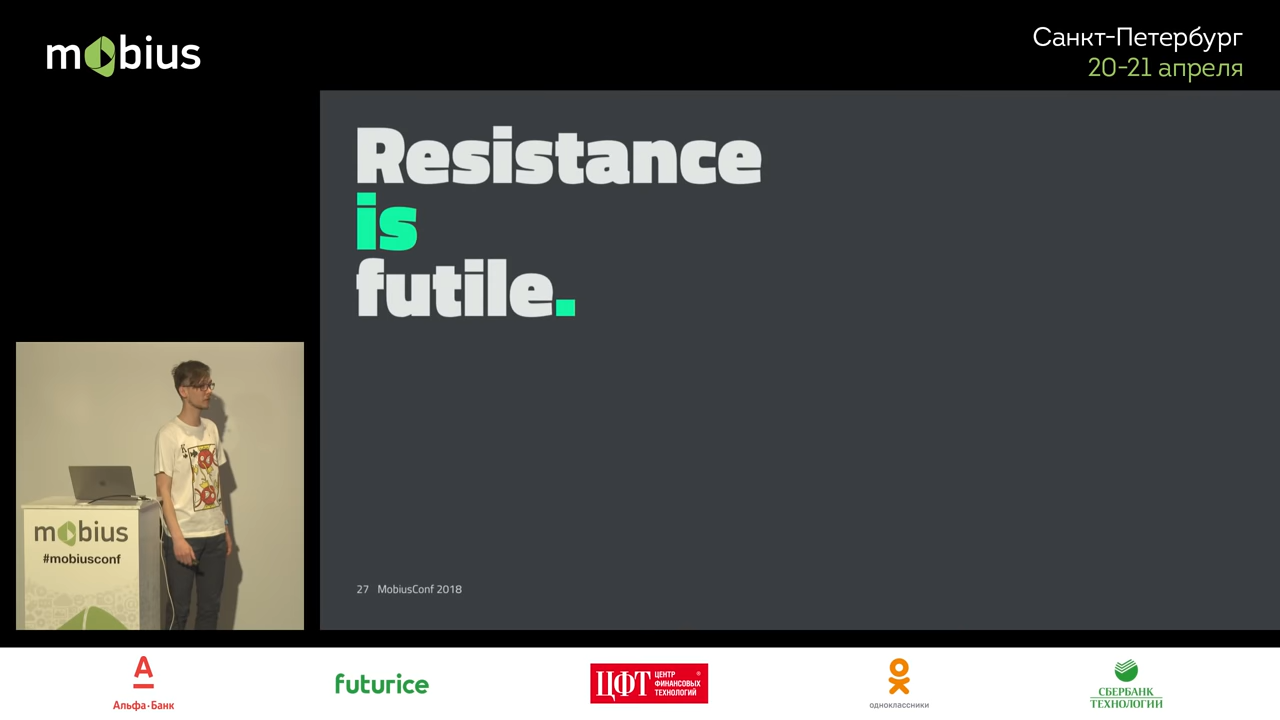 mobius
Санкт-Петербург
20-21 апреля
Resistance
is
futile.
K
mobius
#mobiusconf
27 MobiusConf 2018
А
Альфа·Банк
futurice
ЦФТ
ЦЕНТР
ФИНАНСОВЫХ
ТЕХНОЛОГИЙ
®
одноклассники
СБЕРБАНК
ТЕХНОЛОГИИ